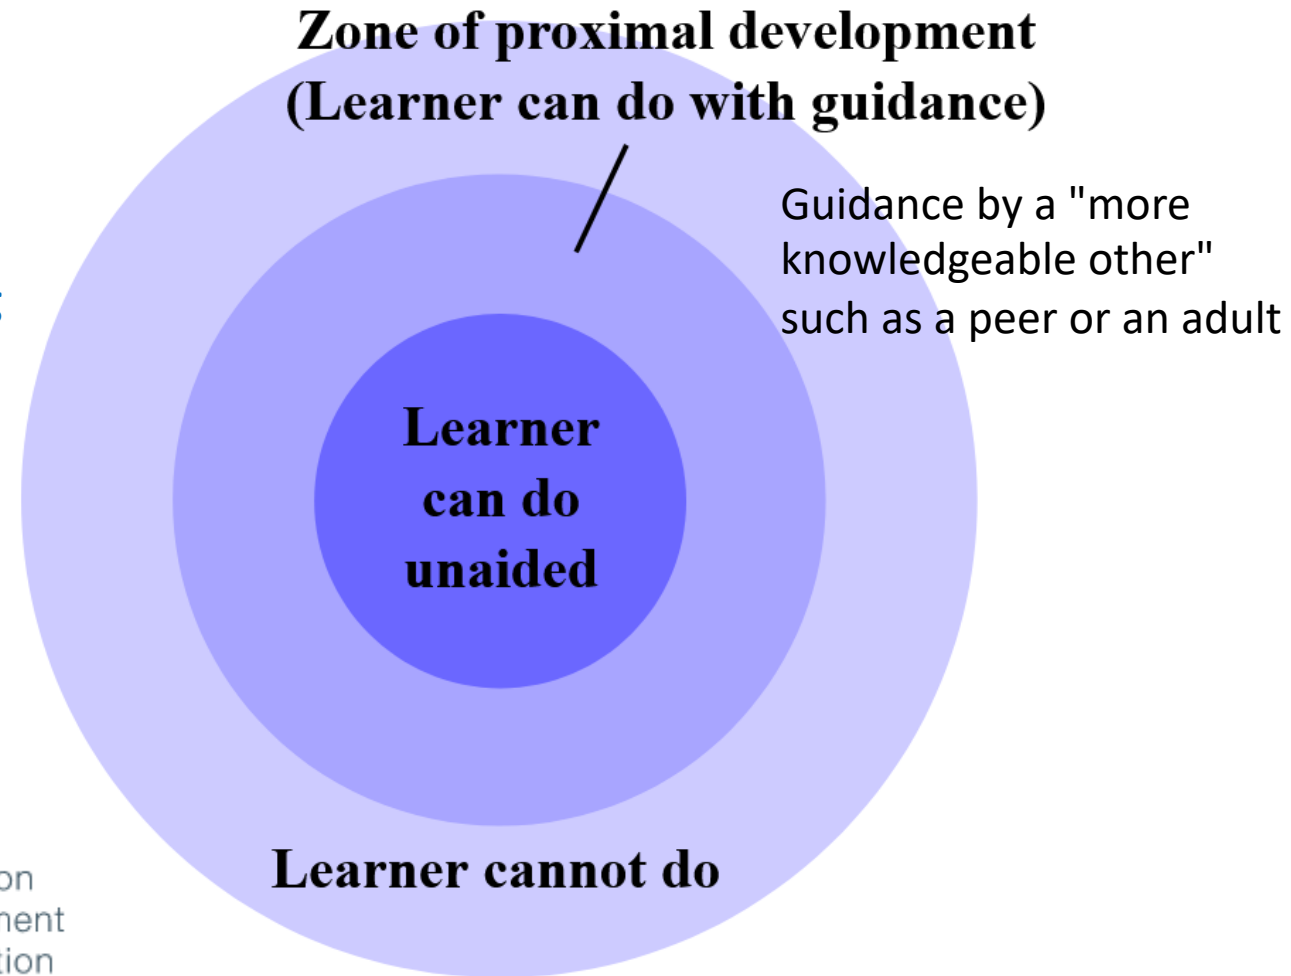 Zone of proximal development
(Learner can do with guidance)
Guidance by a "more
knowledgeable other"
such as a peer or an adult
Learner
can do
unaided
Learner cannot do